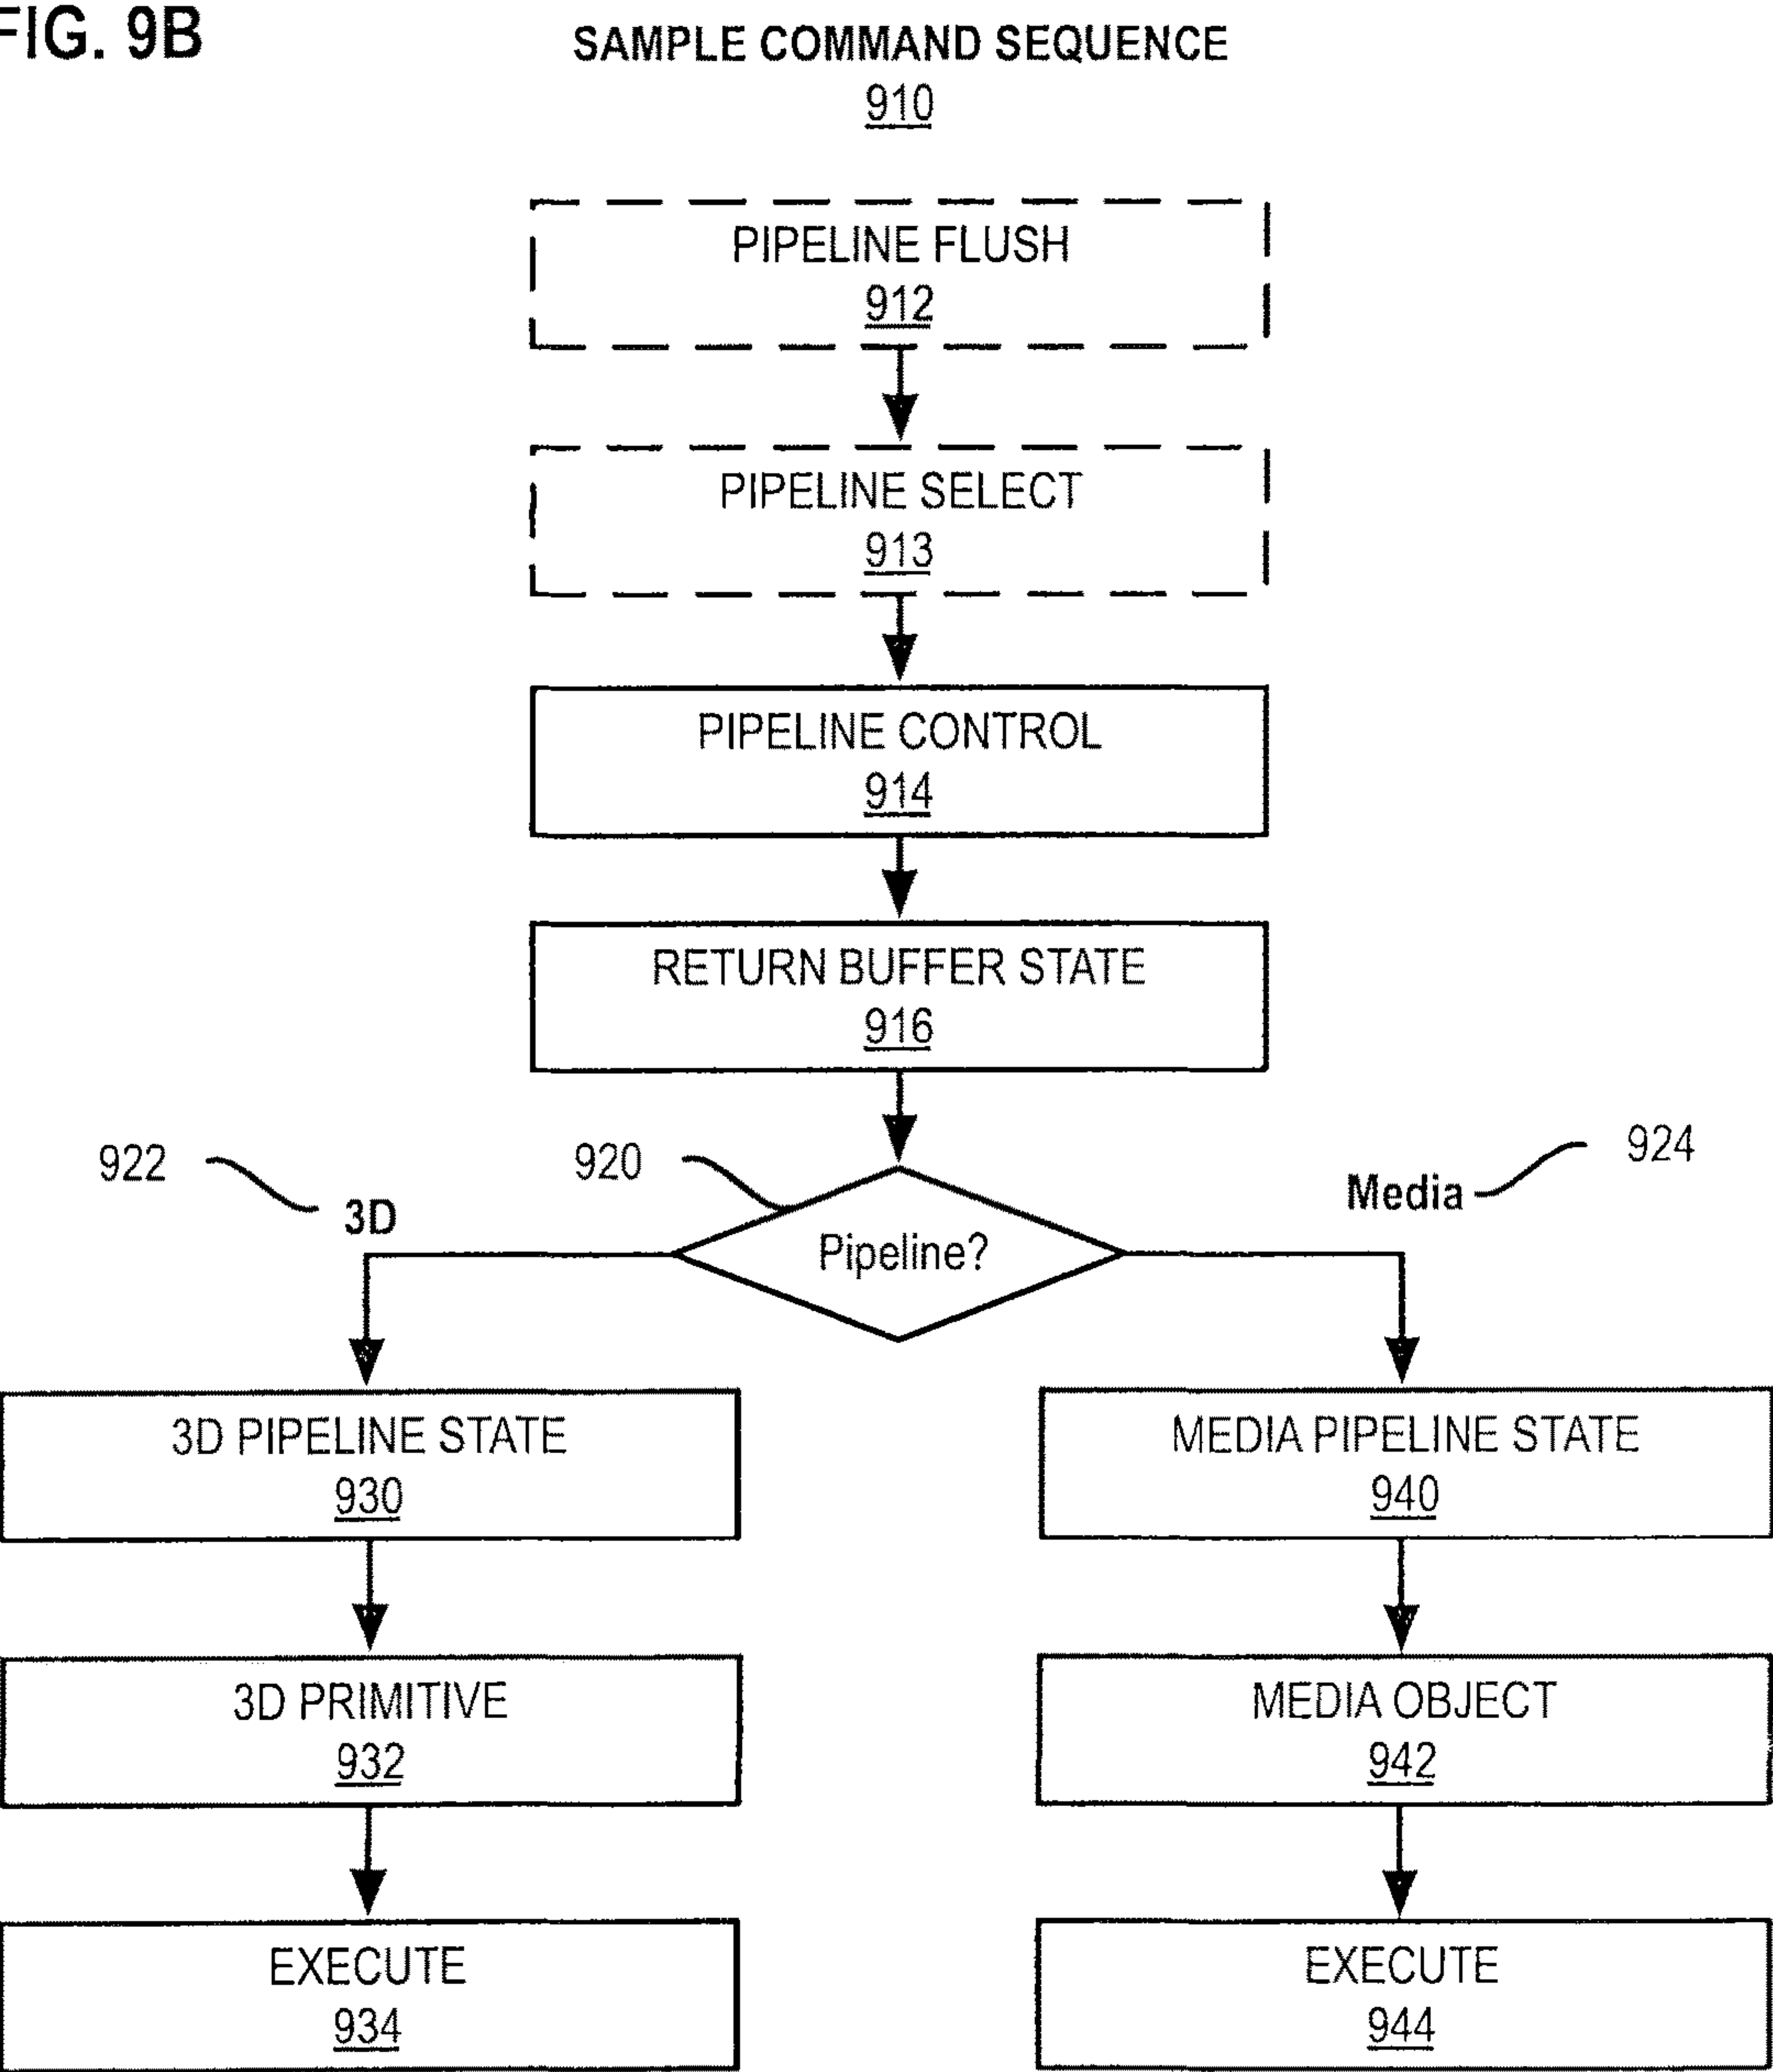 FIG. 9B
SAMPLE COMMAND SEQUENCE
910
PIPELINE FLUSH
912
PIPELINE SELECT
913
PIPELINE CONTROL
914
RETURN BUFFER STATE
916
922
3D
920
Pipeline?
Media
924
3D PIPELINE STATE
930
MEDIA PIPELINE STATE
940
3D PRIMITIVE
932
MEDIA OBJECT
942
EXECUTE
934
EXECUTE
944